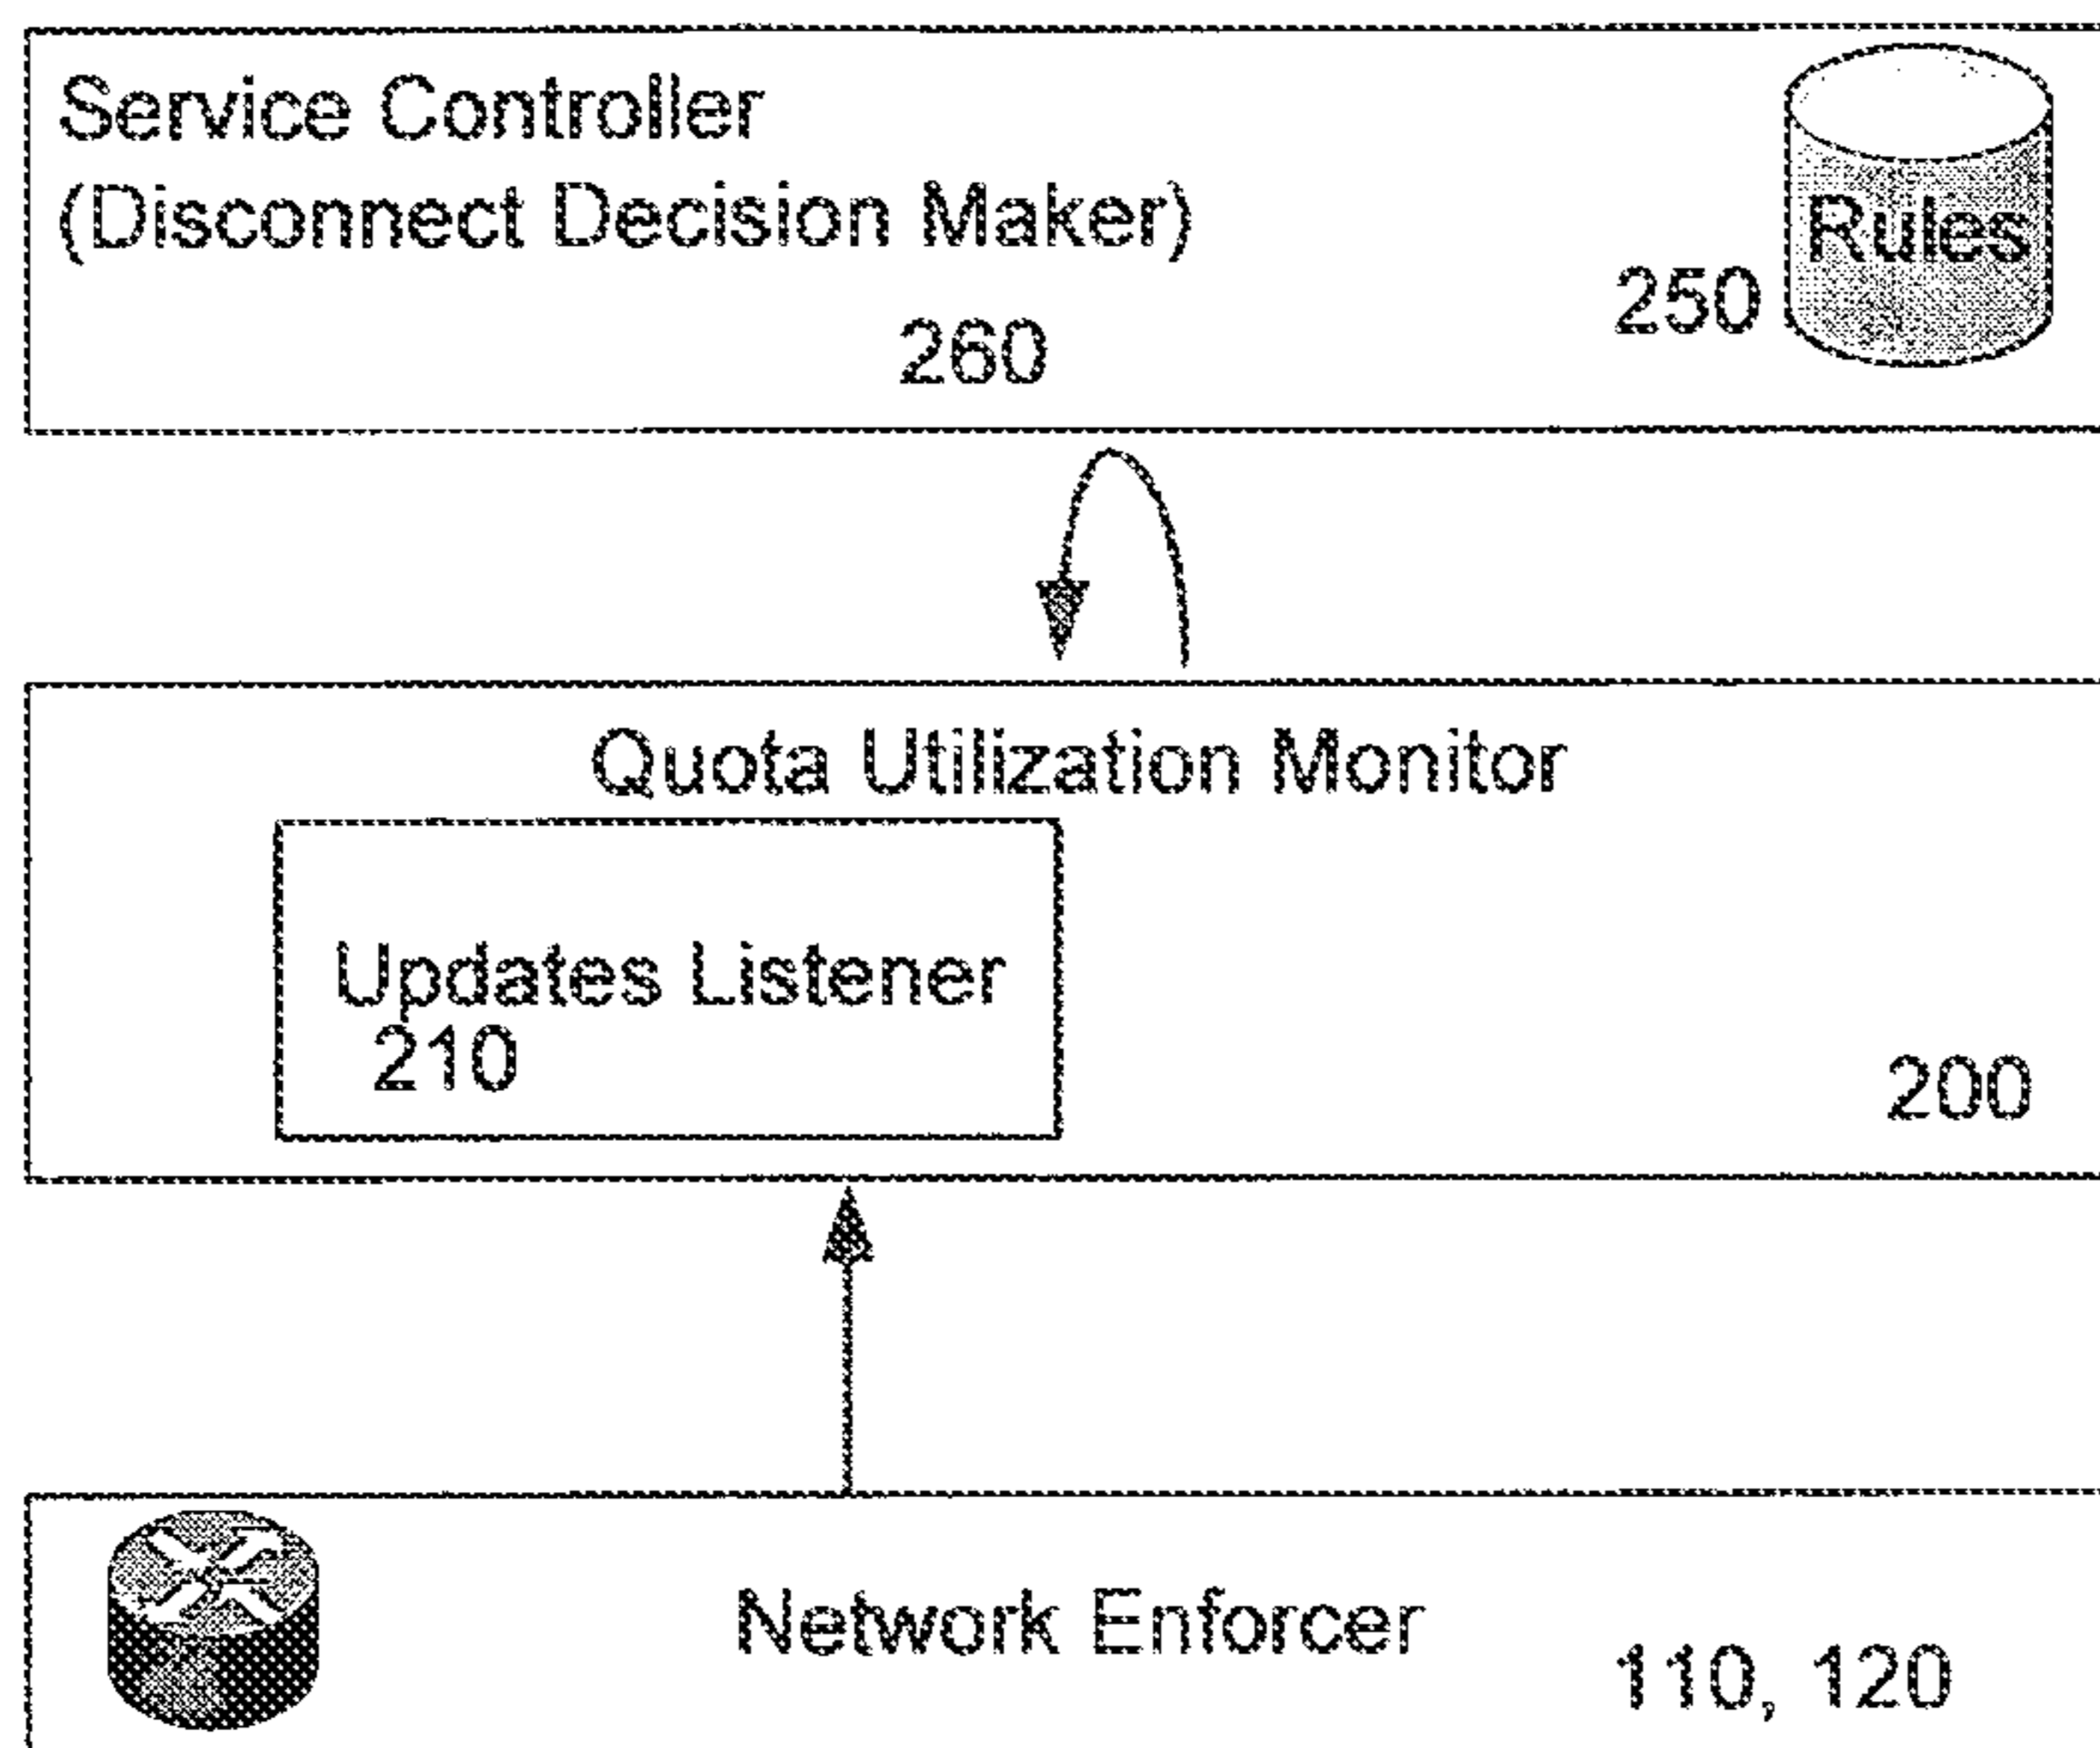 Service Controller
(Disconnect Decision Maker)
260
250
Rules
Quota Utilization Monitor
Updates Listener
210
200
Network Enforcer
110, 120